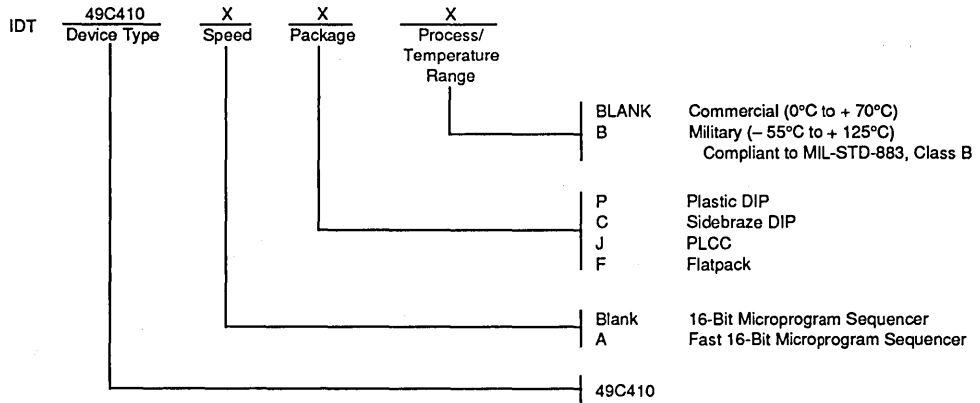 IDT 49C410 X X X
Device Type Speed Package Process/
Temperature
Range
BLANK Commercial (0°C to + 70°C)
B Military (– 55°C to + 125°C)
Compliant to MIL-STD-883, Class B
P Plastic DIP
C Sidebraze DIP
J PLCC
F Flatpack
Blank 16-Bit Microprogram Sequencer
A Fast 16-Bit Microprogram Sequencer
49C410